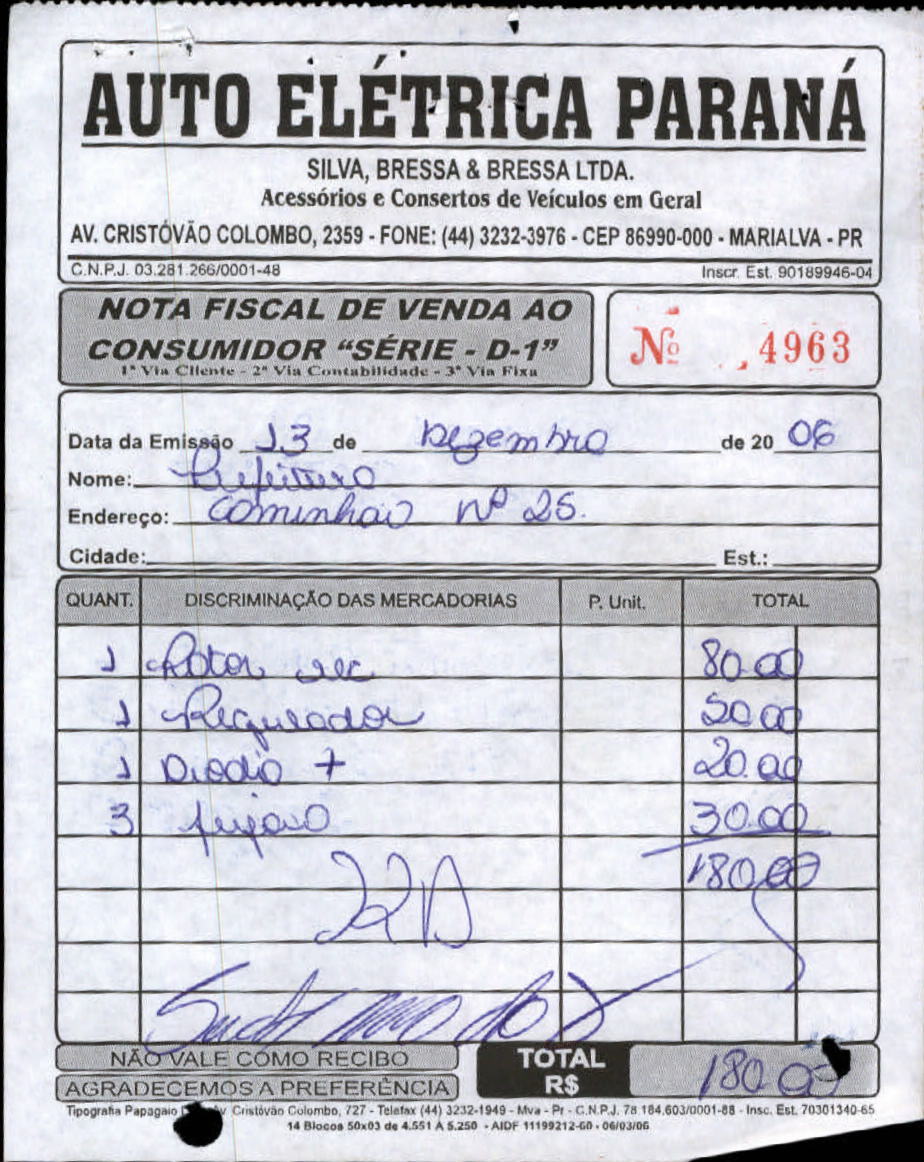 AUTO ELÉTRICA PARANÁ
SILVA, BRESSA & BRESSA LTDA.
Acessórios e Consertos de Veículos em Geral
AV. CRISTÓVÃO COLOMBO, 2359 - FONE: (44) 3232-3976 - CEP 86990-000 - MARIALVA - PR
C.N.P.J. 03.281.266/0001-48 Inscr. Est. 90189946-04
NOTA FISCAL DE VENDA AO
CONSUMIDOR “SÉRIE - D-1”
1ª Via Cliente - 2ª Via Contabilidade - 3ª Via Fixa
Nº 4963
Data da Emissão 13 de Dezembro de 20 06
Nome: Prefeitura
Endereço: Caminhao Nº 25.
Cidade: Est.:
QUANT. DISCRIMINAÇÃO DAS MERCADORIAS P. Unit. TOTAL
1 Rotor 80.00
1 Regulador 50.00
1 Diodio + 20.00
3 30.00
180.00
NÃO VALE COMO RECIBO
AGRADECEMOS A PREFERÊNCIA
TOTAL R$ 180.00
Tipografia Papagaio Cristóvão Colombo, 727 - Telefax (44) 3232-1949 - Mva - Pr - C.N.P.J. 78.184.603/0001-88 - Insc. Est. 70301340-65
14 Blocos 50x03 de 4.551 A 5.250 - AIDF 11199212-60 - 06/03/06